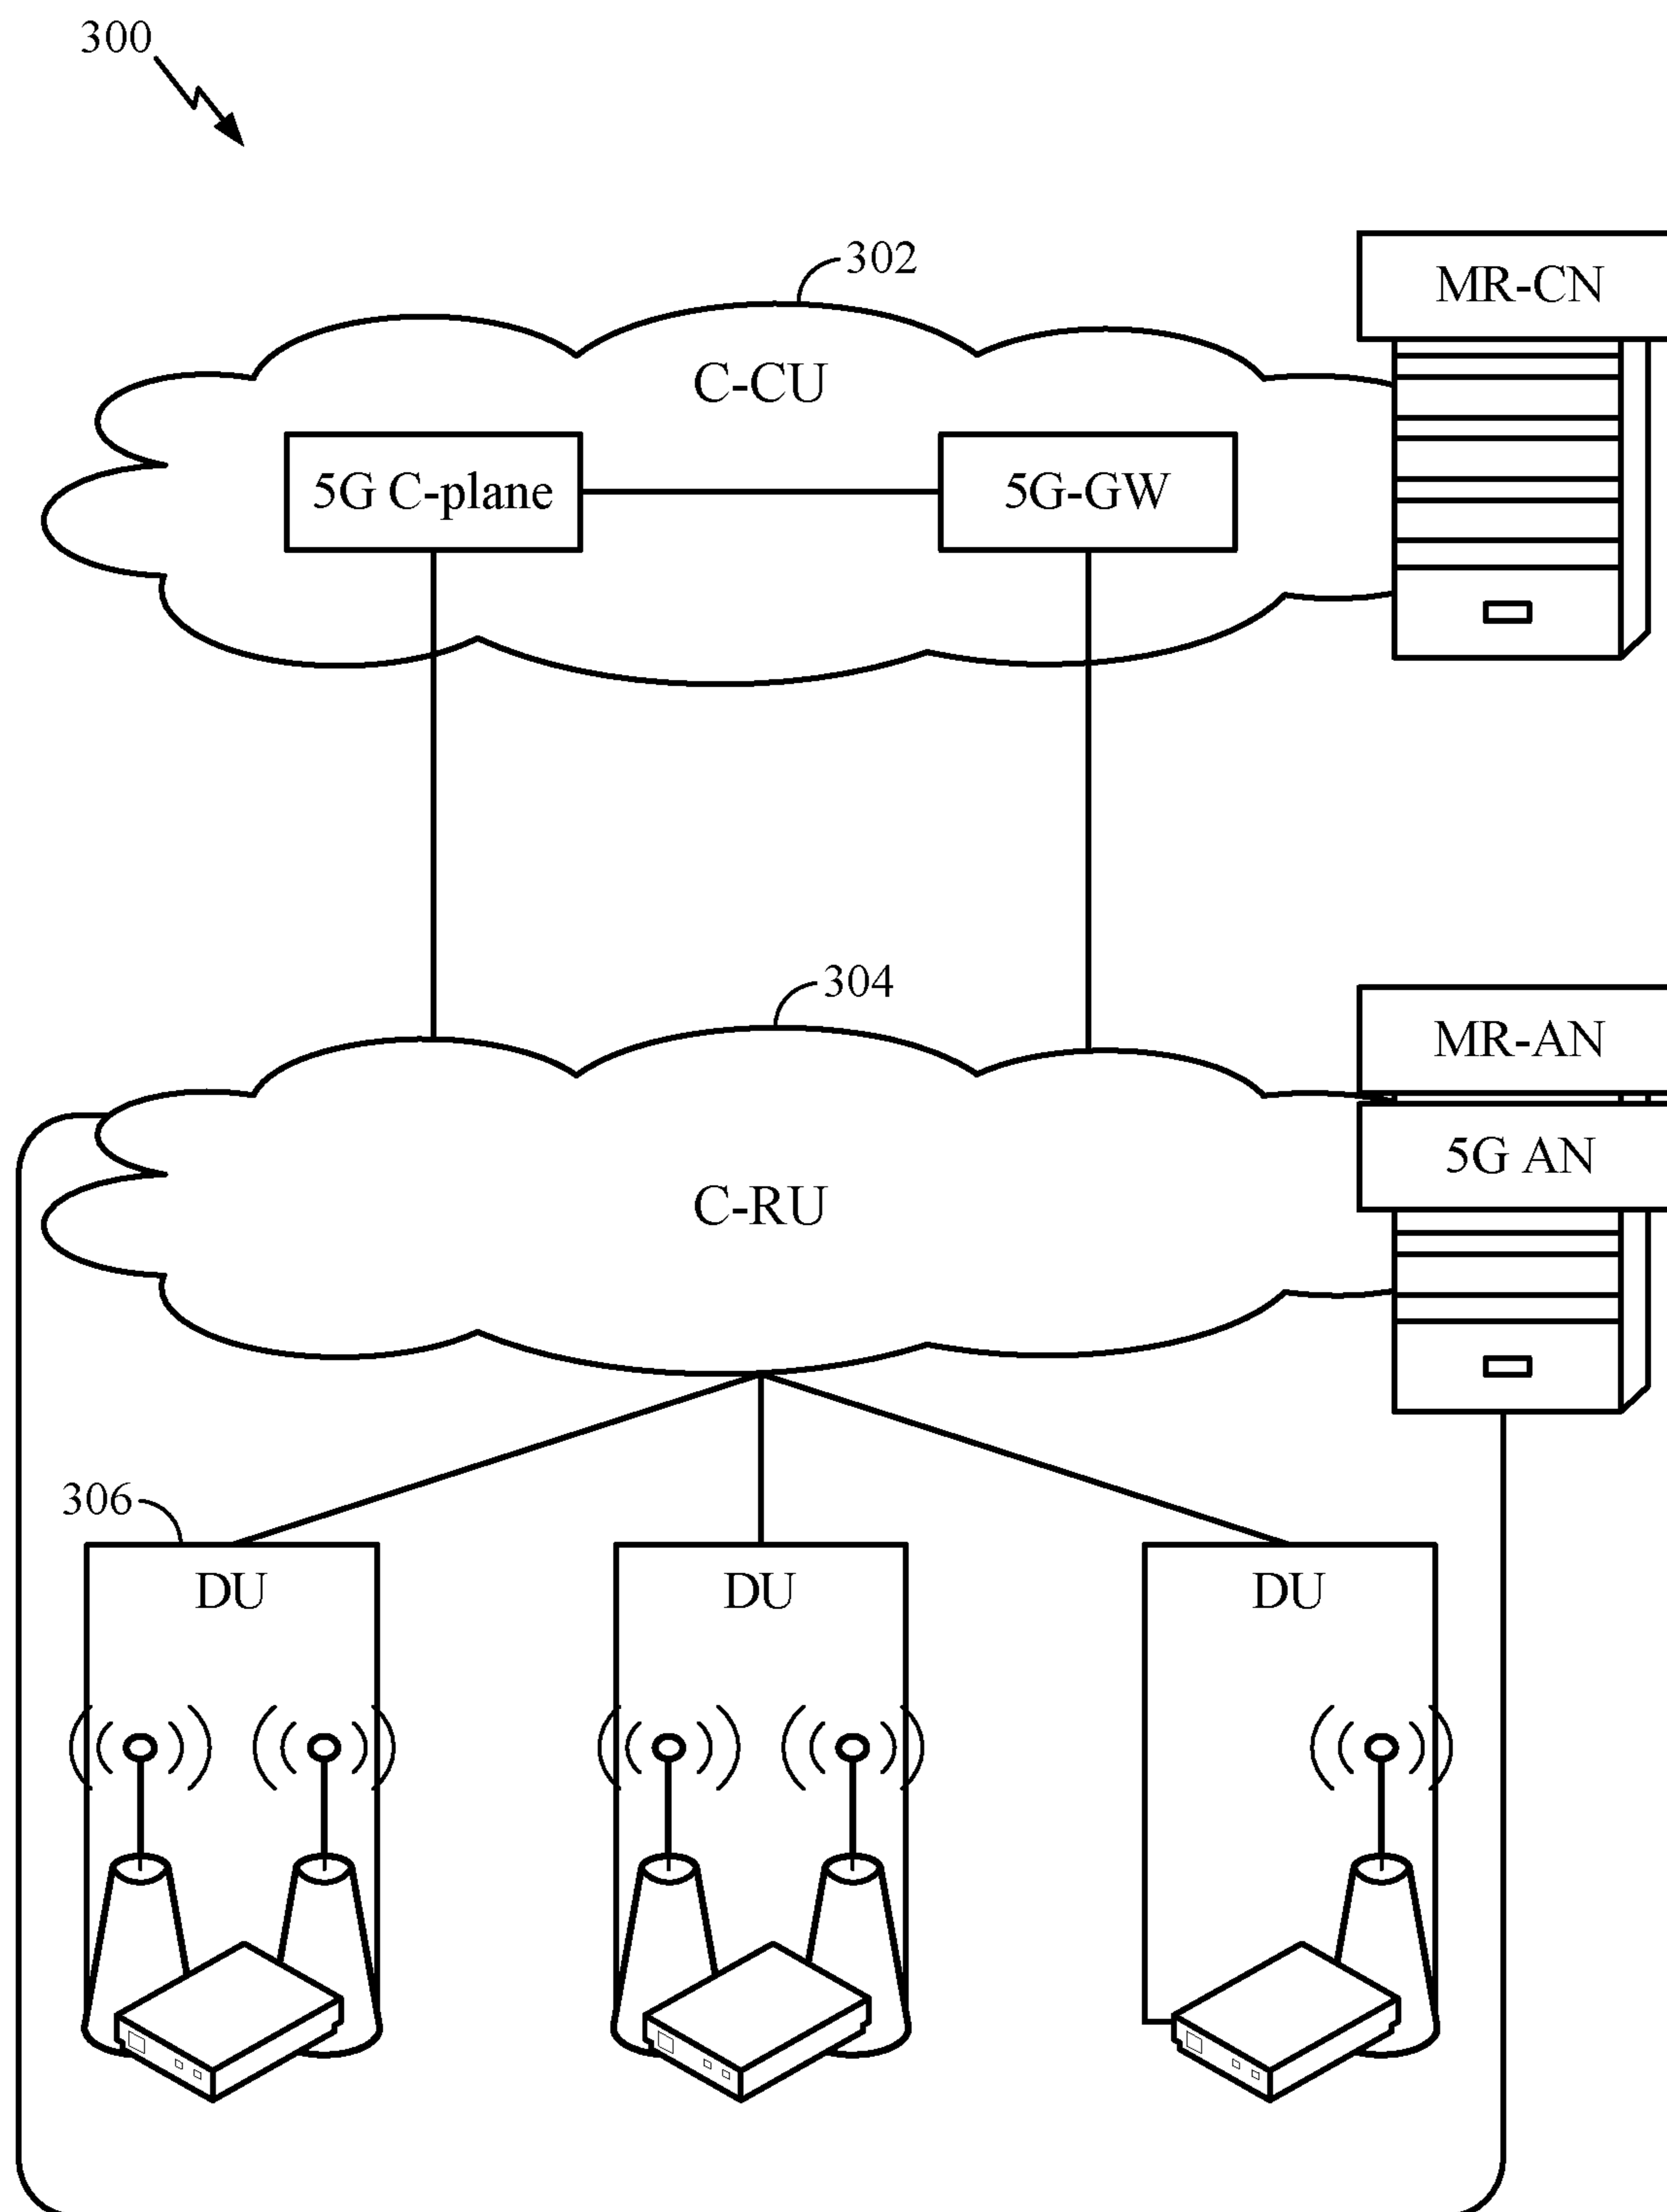 300
302
MR-CN
C-CU
5G C-plane
5G-GW
304
MR-AN
5G AN
C-RU
306
DU
DU
DU